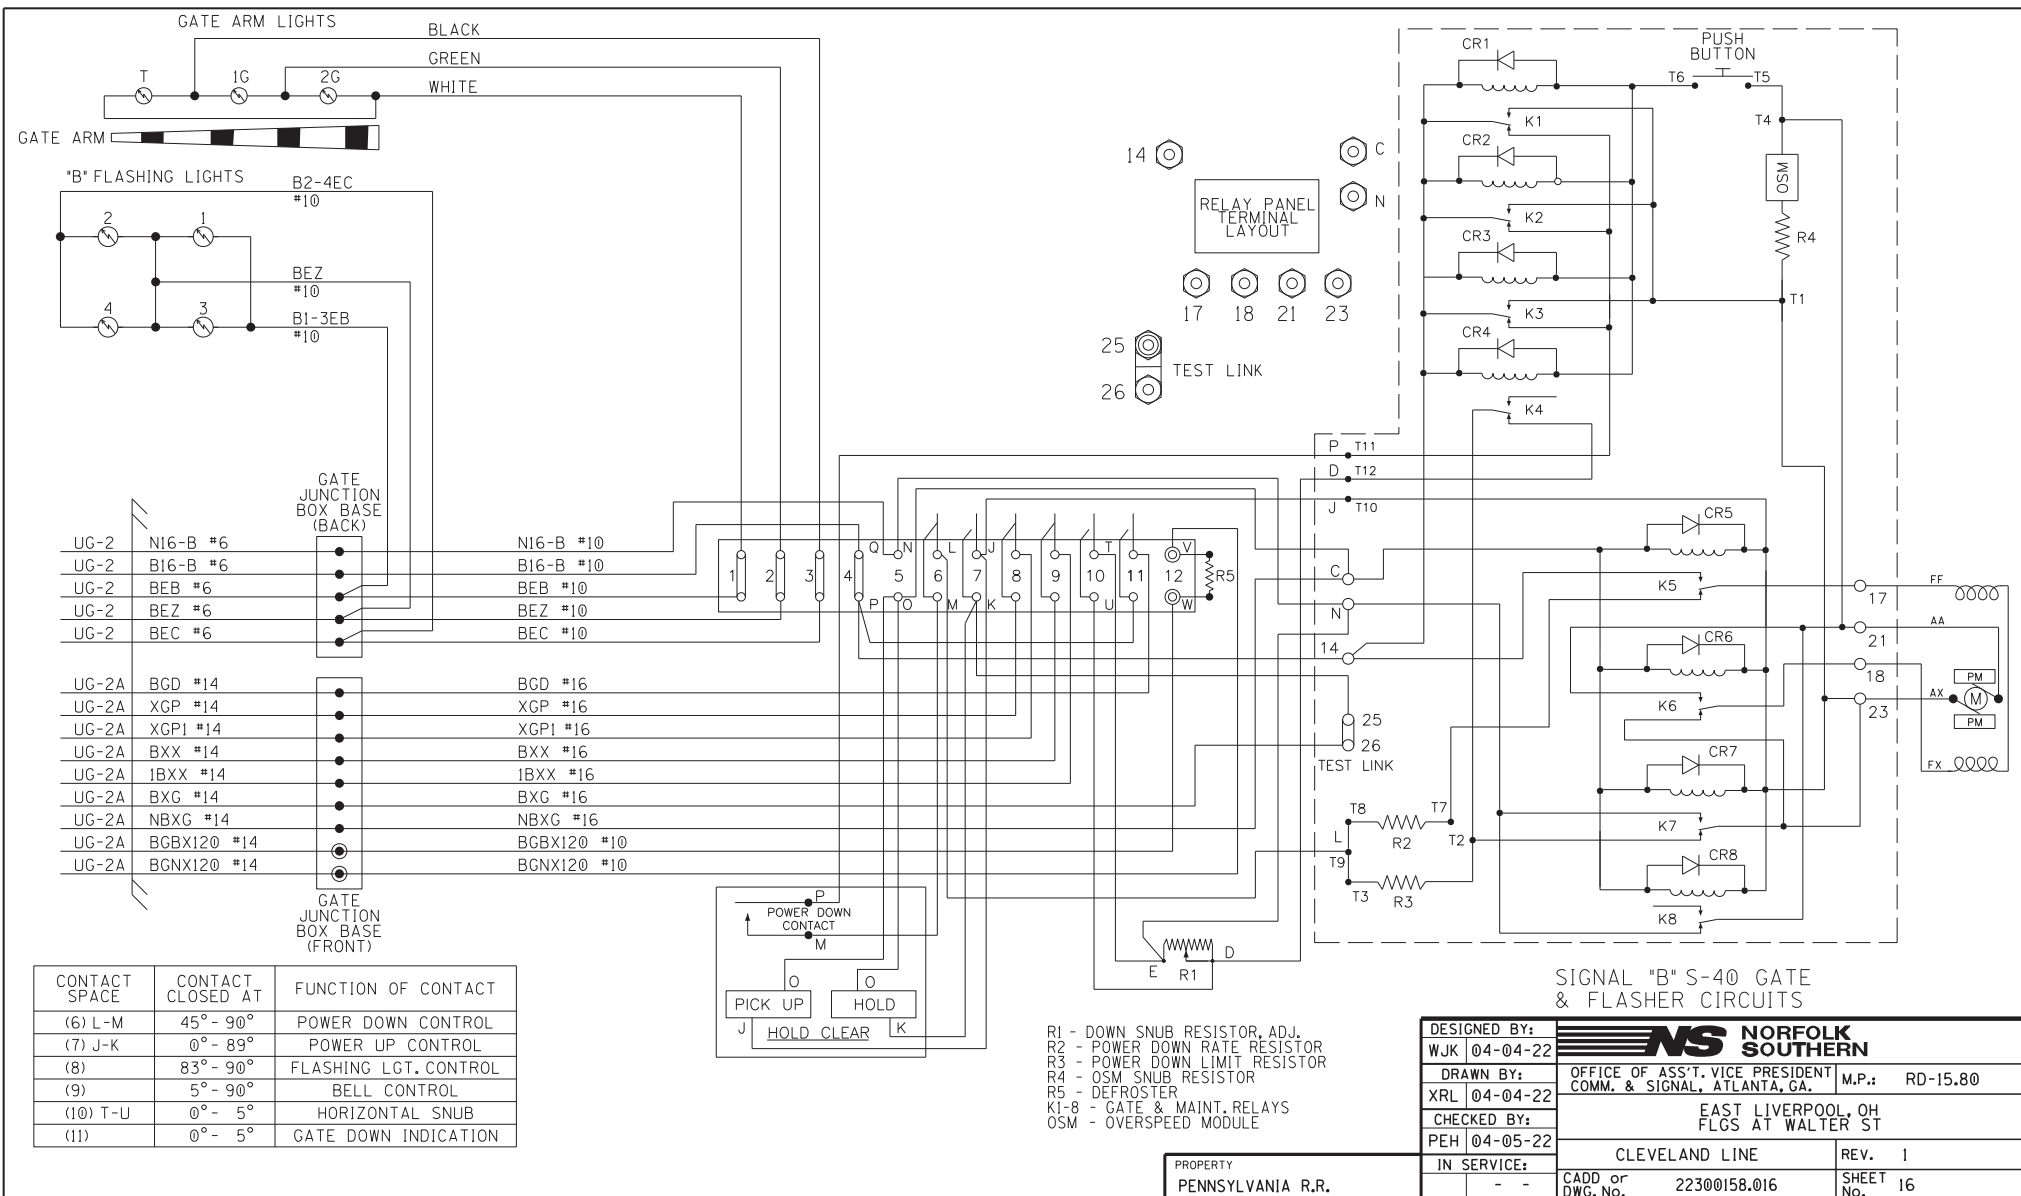 GATE ARM LIGHTS
BLACK
GREEN
WHITE
T
1G
2G
GATE ARM
"B" FLASHING LIGHTS
B2-4EC
#10
2
1
BEZ
#10
4
3
B1-3EB
#10
14
C
N
RELAY PANEL
TERMINAL
LAYOUT
17
18
21
23
25
26
TEST LINK
CR1
PUSH
BUTTON
T6
T5
K1
T4
CR2
OSM
K2
CR3
R4
T1
K3
CR4
K4
P T11
D T12
J T10
GATE
JUNCTION
BOX BASE
(BACK)
UG-2 N16-B #6 N16-B #10
UG-2 B16-B #6 B16-B #10
UG-2 BEB #6 BEB #10
UG-2 BEZ #6 BEZ #10
UG-2 BEC #6 BEC #10
Q N L J T V
1 2 3 4 5 6 7 8 9 10 11 12 R5
P O M K U W
CR5
C
K5
17
FF
N
21
AA
14
CR6
18
PM
AX
M
K6
23
PM
25
26
TEST LINK
CR7
FX
UG-2A BGD #14 BGD #16
UG-2A XGP #14 XGP #16
UG-2A XGP1 #14 XGP1 #16
UG-2A BXX #14 BXX #16
UG-2A 1BXX #14 1BXX #16
UG-2A BXG #14 BXG #16
UG-2A NBXG #14 NBXG #16
UG-2A BGBX120 #14 BGBX120 #10
UG-2A BGNX120 #14 BGNX120 #10
GATE
JUNCTION
BOX BASE
(FRONT)
T8
T7
L
R2
T2
K7
T9
CR8
T3
R3
K8
P
POWER DOWN
CONTACT
M
O
O
PICK UP
HOLD
J
HOLD CLEAR
K
E
R1
D
SIGNAL "B" S-40 GATE
& FLASHER CIRCUITS
CONTACT
SPACE
CONTACT
CLOSED AT
FUNCTION OF CONTACT
(6) L-M 45°- 90° POWER DOWN CONTROL
(7) J-K 0°- 89° POWER UP CONTROL
(8) 83°- 90° FLASHING LGT. CONTROL
(9) 5°- 90° BELL CONTROL
(10) T-U 0°- 5° HORIZONTAL SNUB
(11) 0°- 5° GATE DOWN INDICATION
R1 - DOWN SNUB RESISTOR, ADJ.
R2 - POWER DOWN RATE RESISTOR
R3 - POWER DOWN LIMIT RESISTOR
R4 - OSM SNUB RESISTOR
R5 - DEFROSTER
K1-8 - GATE & MAINT. RELAYS
OSM - OVERSPEED MODULE
PROPERTY
PENNSYLVANIA R.R.
DESIGNED BY:
WJK 04-04-22
DRAWN BY:
XRL 04-04-22
CHECKED BY:
PEH 04-05-22
IN SERVICE:
- -
NS NORFOLK
SOUTHERN
OFFICE OF ASS'T. VICE PRESIDENT
COMM. & SIGNAL, ATLANTA, GA.
M.P.: RD-15.80
EAST LIVERPOOL, OH
FLGS AT WALTER ST
CLEVELAND LINE
REV. 1
CADD or
DWG. No.
22300158.016
SHEET
No.
16